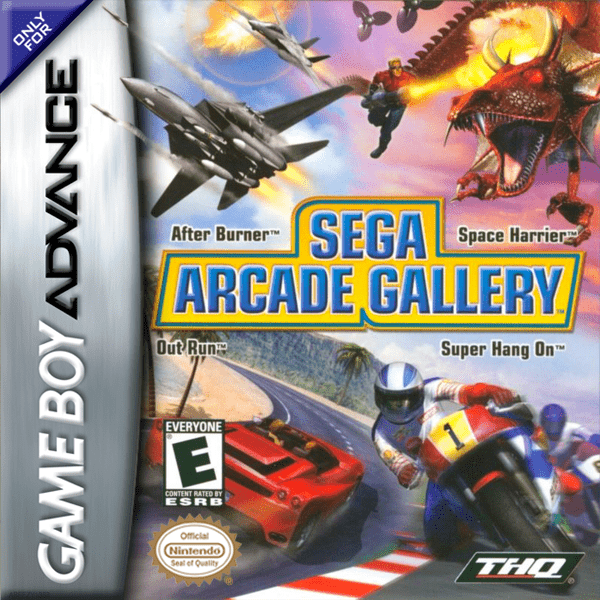 ONLY
FOR
GAME BOY ADVANCE
After Burner™
Space Harrier™
SEGA
ARCADE GALLERY™
Out Run™
Super Hang On™
1
EVERYONE
E
®
CONTENT RATED BY
ESRB
Official
Nintendo
Seal of Quality
THQ®